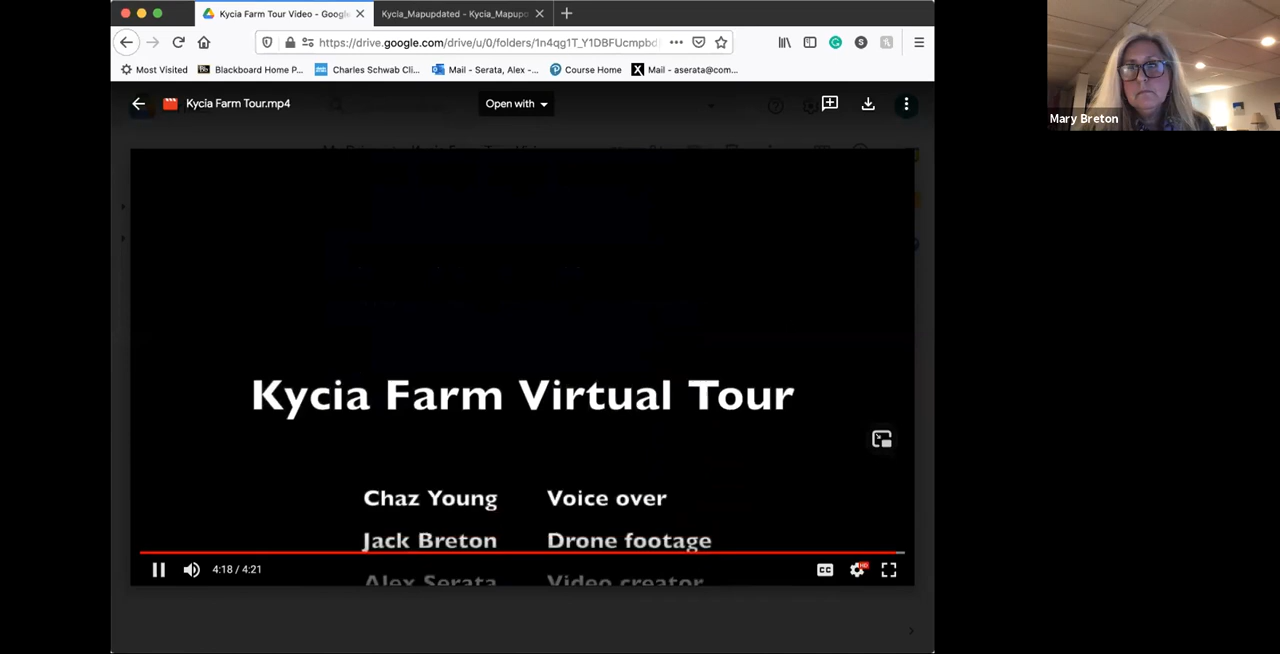 Kycia Farm Tour Video - Google
Kycia_Mapupdated - Kycia_Mapupd
https://drive.google.com/drive/u/0/folders/1n4qg1T_Y1DBFUcmpbd
Most Visited
Blackboard Home P...
Charles Schwab Cli...
Mail - Serata, Alex -...
Course Home
Mail - aserata@com...
Kycia Farm Tour.mp4
Open with
Mary Breton
Kycia Farm Virtual Tour
Chaz Young Voice over
Jack Breton Drone footage
Alex Serata Video creator
4:18 / 4:21
CC
HD